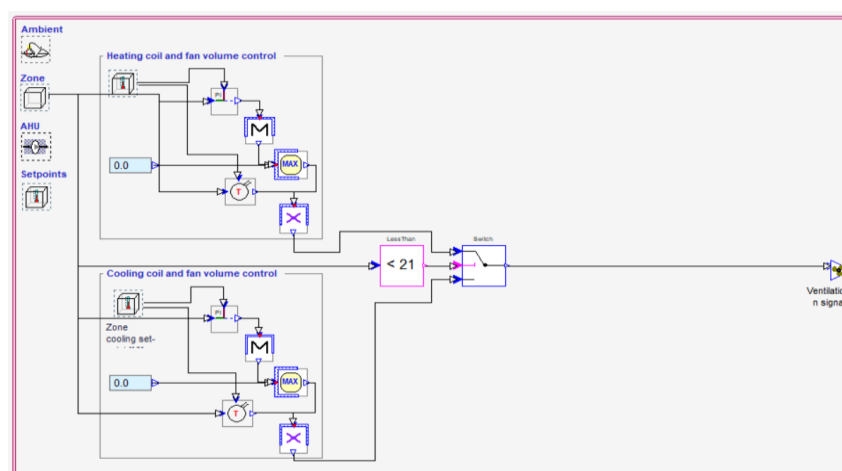 Ambient
Heating coil and fan volume control
Zone
PI
M
AHU
0.0
MAX
Setpoints
T
LessThan
Switch
< 21
Cooling coil and fan volume control
Ventilatio
n signa
PI
Zone
cooling set-
M
0.0
MAX
T